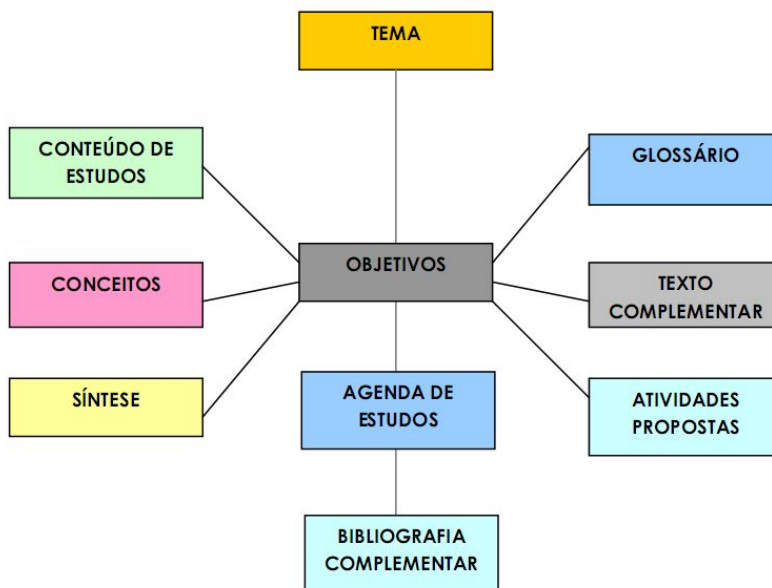 TEMA
CONTEÚDO DE
ESTUDOS
GLOSSÁRIO
OBJETIVOS
CONCEITOS
TEXTO
COMPLEMENTAR
SÍNTESE
AGENDA DE
ESTUDOS
ATIVIDADES
PROPOSTAS
BIBLIOGRAFIA
COMPLEMENTAR